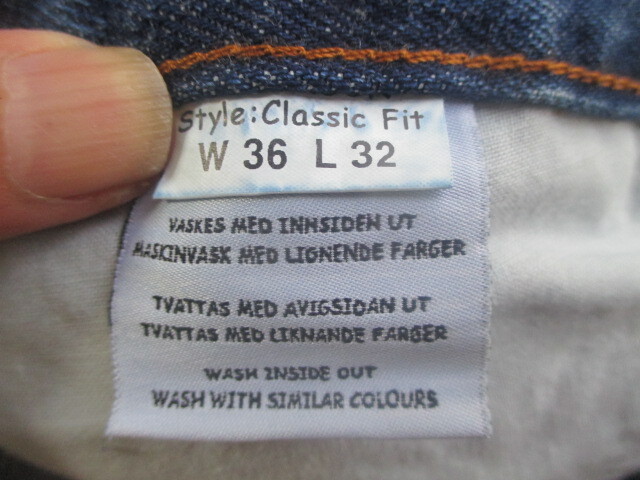 Style:Classic Fit
W 36 L 32
VASKES MED INNSIDEN UT
MASKINVASK MED LIGNENDE FARGER
TVATTAS MED AVIGSIDAN UT
TVATTAS MED LIKNANDE FARGER
WASH INSIDE OUT
WASH WITH SIMILAR COLOURS